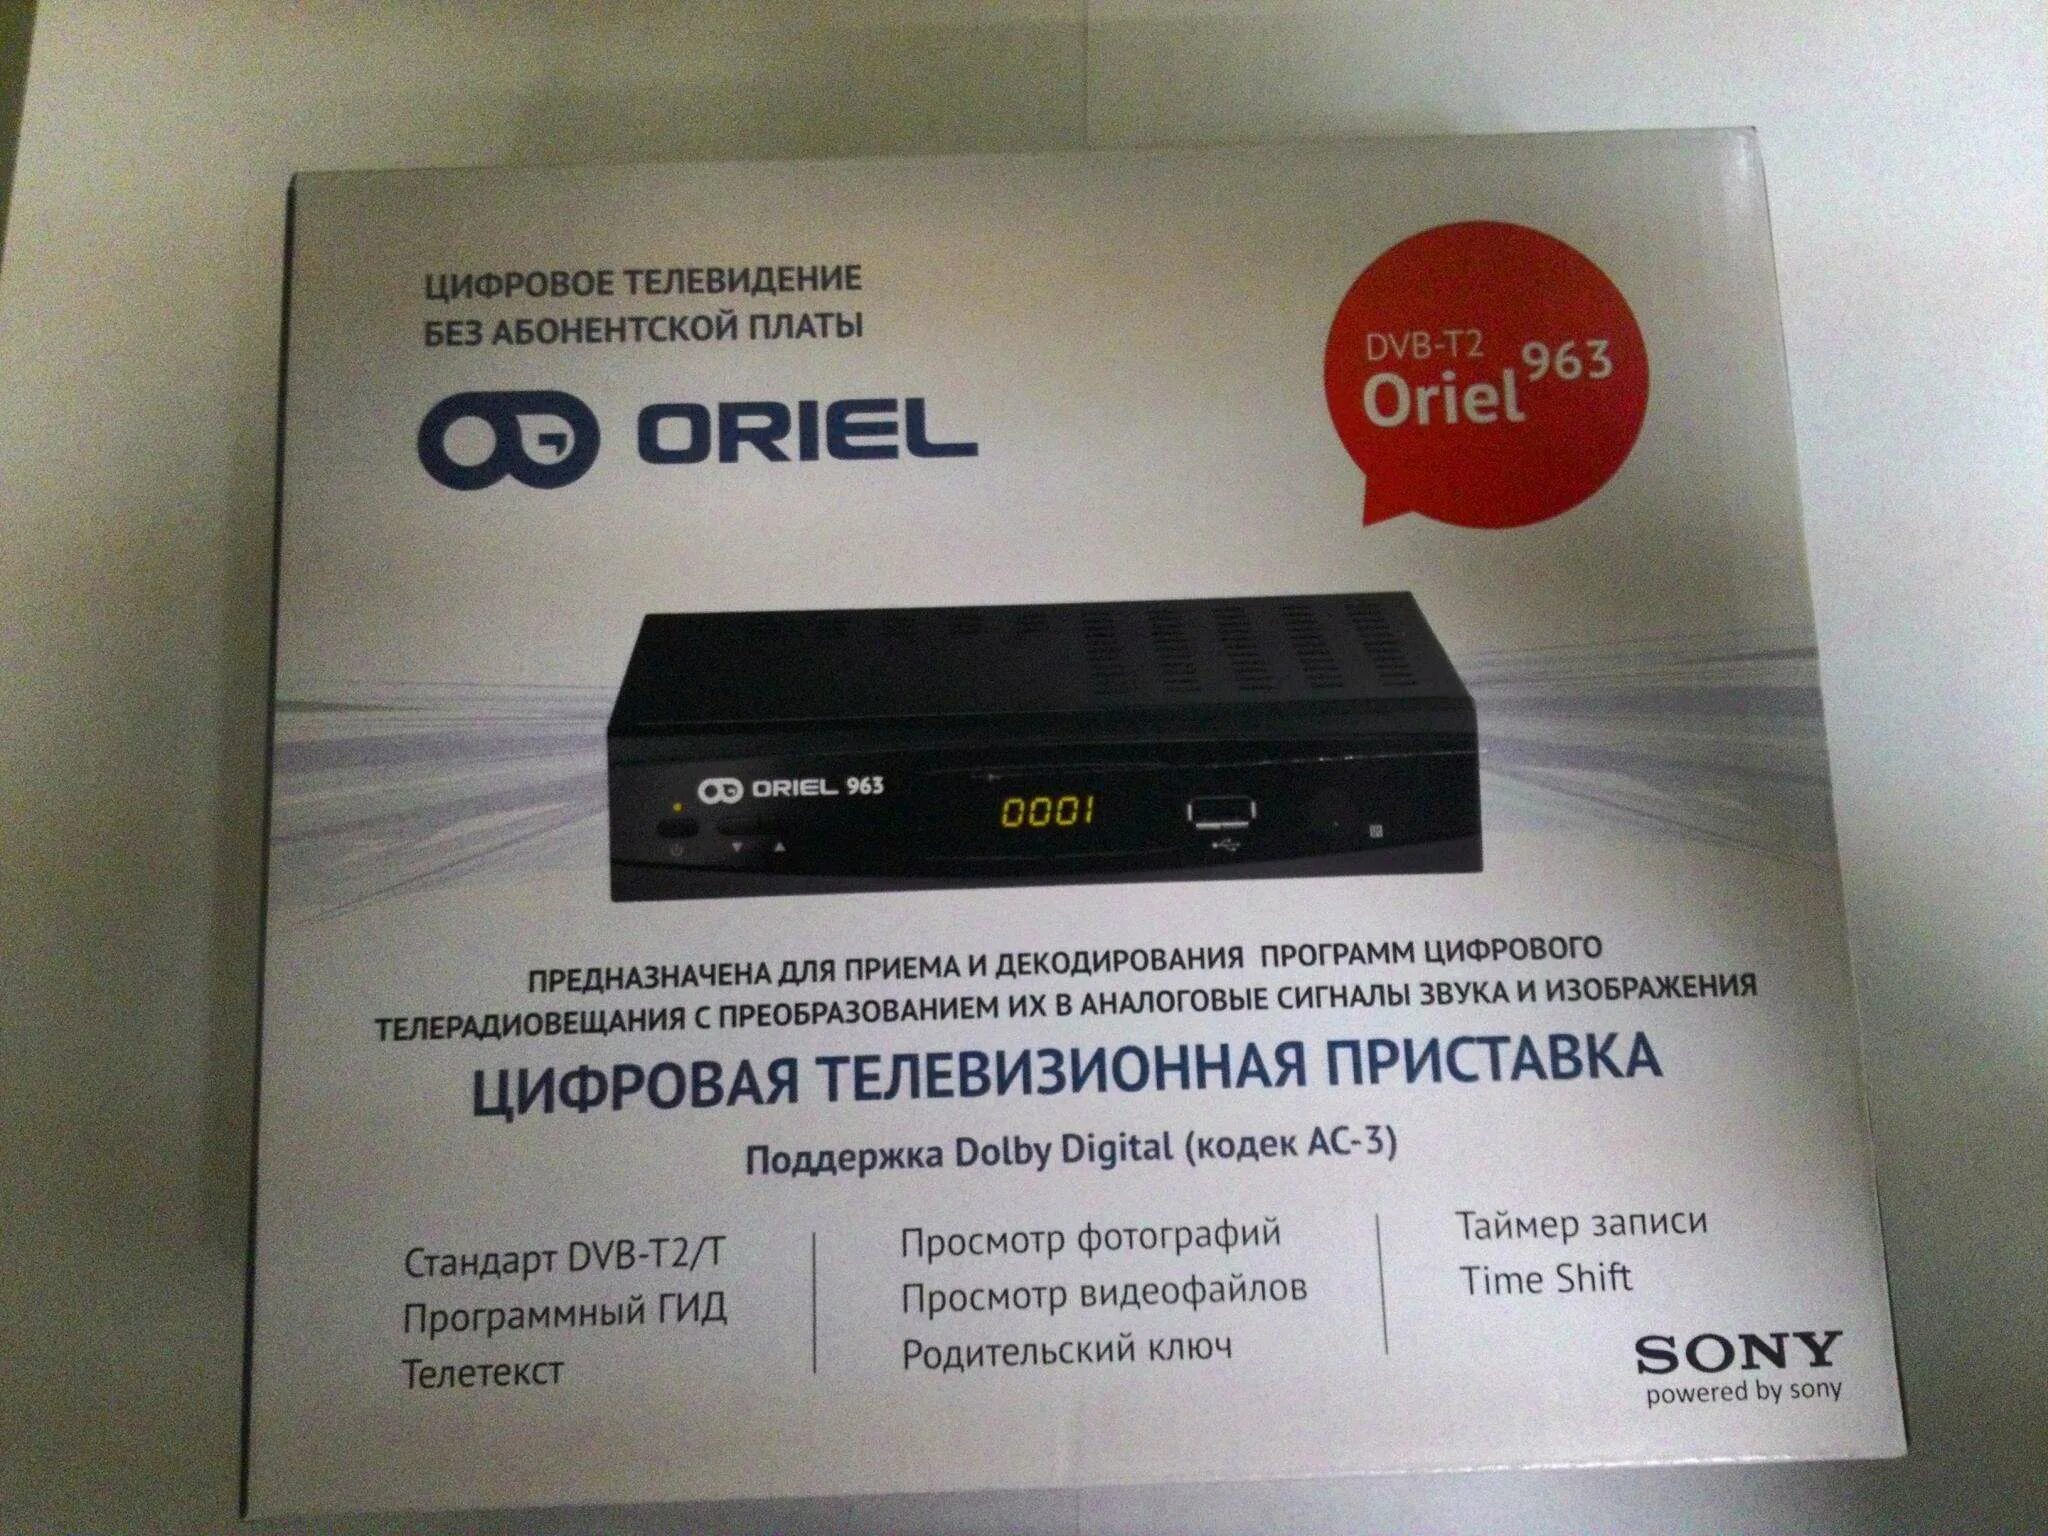 ЦИФРОВОЕ ТЕЛЕВИДЕНИЕ
БЕЗ АБОНЕНТСКОЙ ПЛАТЫ
ORIEL
DVB-T2
Oriel 963
ORIEL 963
0001
ПРЕДНАЗНАЧЕНА ДЛЯ ПРИЕМА И ДЕКОДИРОВАНИЯ ПРОГРАММ ЦИФРОВОГО
ТЕЛЕРАДИОВЕЩАНИЯ С ПРЕОБРАЗОВАНИЕМ ИХ В АНАЛОГОВЫЕ СИГНАЛЫ ЗВУКА И ИЗОБРАЖЕНИЯ
ЦИФРОВАЯ ТЕЛЕВИЗИОННАЯ ПРИСТАВКА
Поддержка Dolby Digital (кодек AC-3)
Стандарт DVB-T2/T
Программный ГИД
Телетекст
Просмотр фотографий
Просмотр видеофайлов
Родительский ключ
Таймер записи
Time Shift
SONY
powered by sony